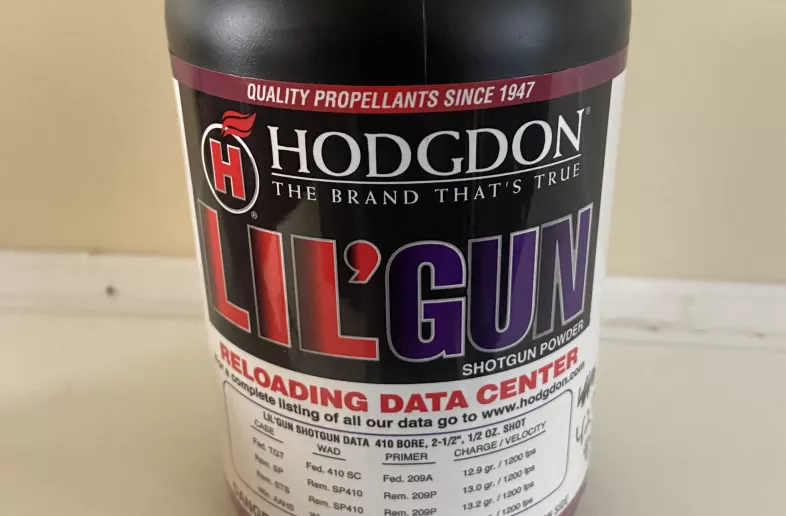 QUALITY PROPELLANTS SINCE 1947
H HODGDON®
THE BRAND THAT'S TRUE
®
LIL'GUN
SHOTGUN POWDER
RELOADING DATA CENTER
For a complete listing of all our data go to www.hodgdon.com
LIL'GUN SHOTGUN DATA 410 BORE, 2-1/2", 1/2 OZ. SHOT
CASE WAD PRIMER CHARGE / VELOCITY
Fed. TGT Fed. 410 SC Fed. 209A 12.9 gr. / 1200 fps
Rem. SP Rem. SP410 Rem. 209P 13.0 gr. / 1200 fps
Rem. STS Rem. SP410 Rem. 209P 13.2 gr. / 1200 fps
Win. AAHS
SIDE